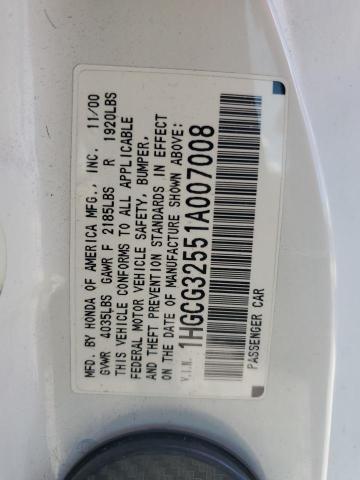 MFD. BY HONDA OF AMERICA MFG., INC. 11/00
GVWR 4035LBS GAWR F 2185LBS R 1920LBS
THIS VEHICLE CONFORMS TO ALL APPLICABLE
FEDERAL MOTOR VEHICLE SAFETY, BUMPER,
AND THEFT PREVENTION STANDARDS IN EFFECT
ON THE DATE OF MANUFACTURE SHOWN ABOVE:
V.I.N. 1HGCG32551A007008
PASSENGER CAR